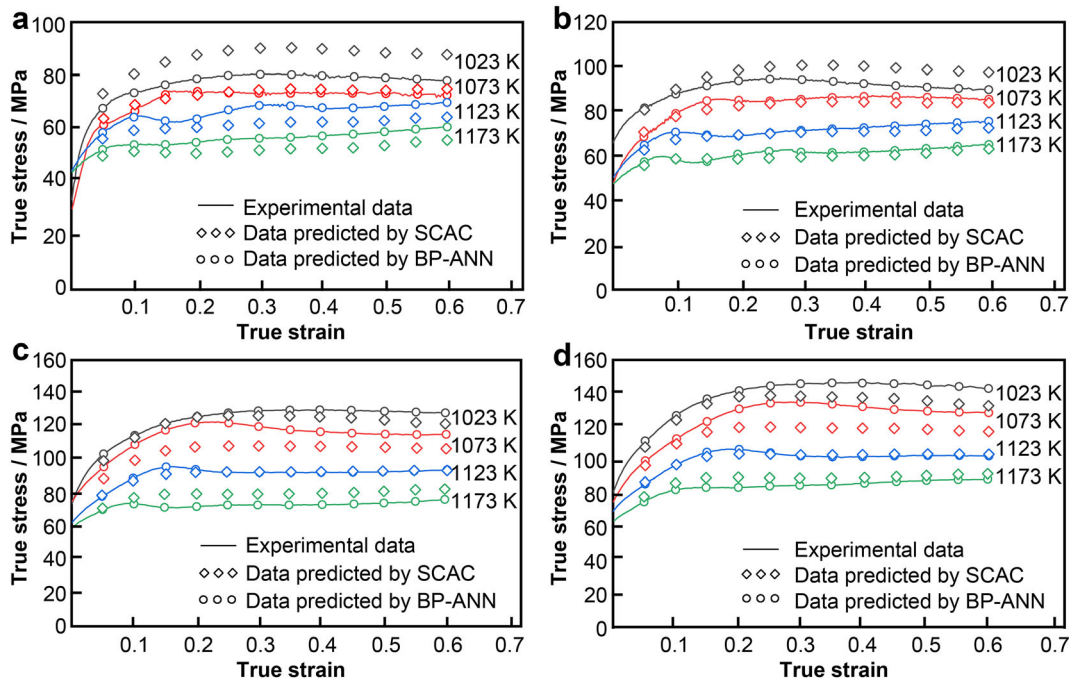 a
100
80
60
40
20
0
0.1 0.2 0.3 0.4 0.5 0.6 0.7
True stress / MPa
True strain
1023 K
1073 K
1123 K
1173 K
Experimental data
Data predicted by SCAC
Data predicted by BP-ANN
b
120
100
80
60
40
20
0
0.1 0.2 0.3 0.4 0.5 0.6 0.7
True stress / MPa
True strain
1023 K
1073 K
1123 K
1173 K
Experimental data
Data predicted by SCAC
Data predicted by BP-ANN
c
160
140
120
100
80
60
40
20
0
0.1 0.2 0.3 0.4 0.5 0.6 0.7
True stress / MPa
True strain
1023 K
1073 K
1123 K
1173 K
Experimental data
Data predicted by SCAC
Data predicted by BP-ANN
d
160
140
120
100
80
60
40
20
0
0.1 0.2 0.3 0.4 0.5 0.6 0.7
True stress / MPa
True strain
1023 K
1073 K
1123 K
1173 K
Experimental data
Data predicted by SCAC
Data predicted by BP-ANN